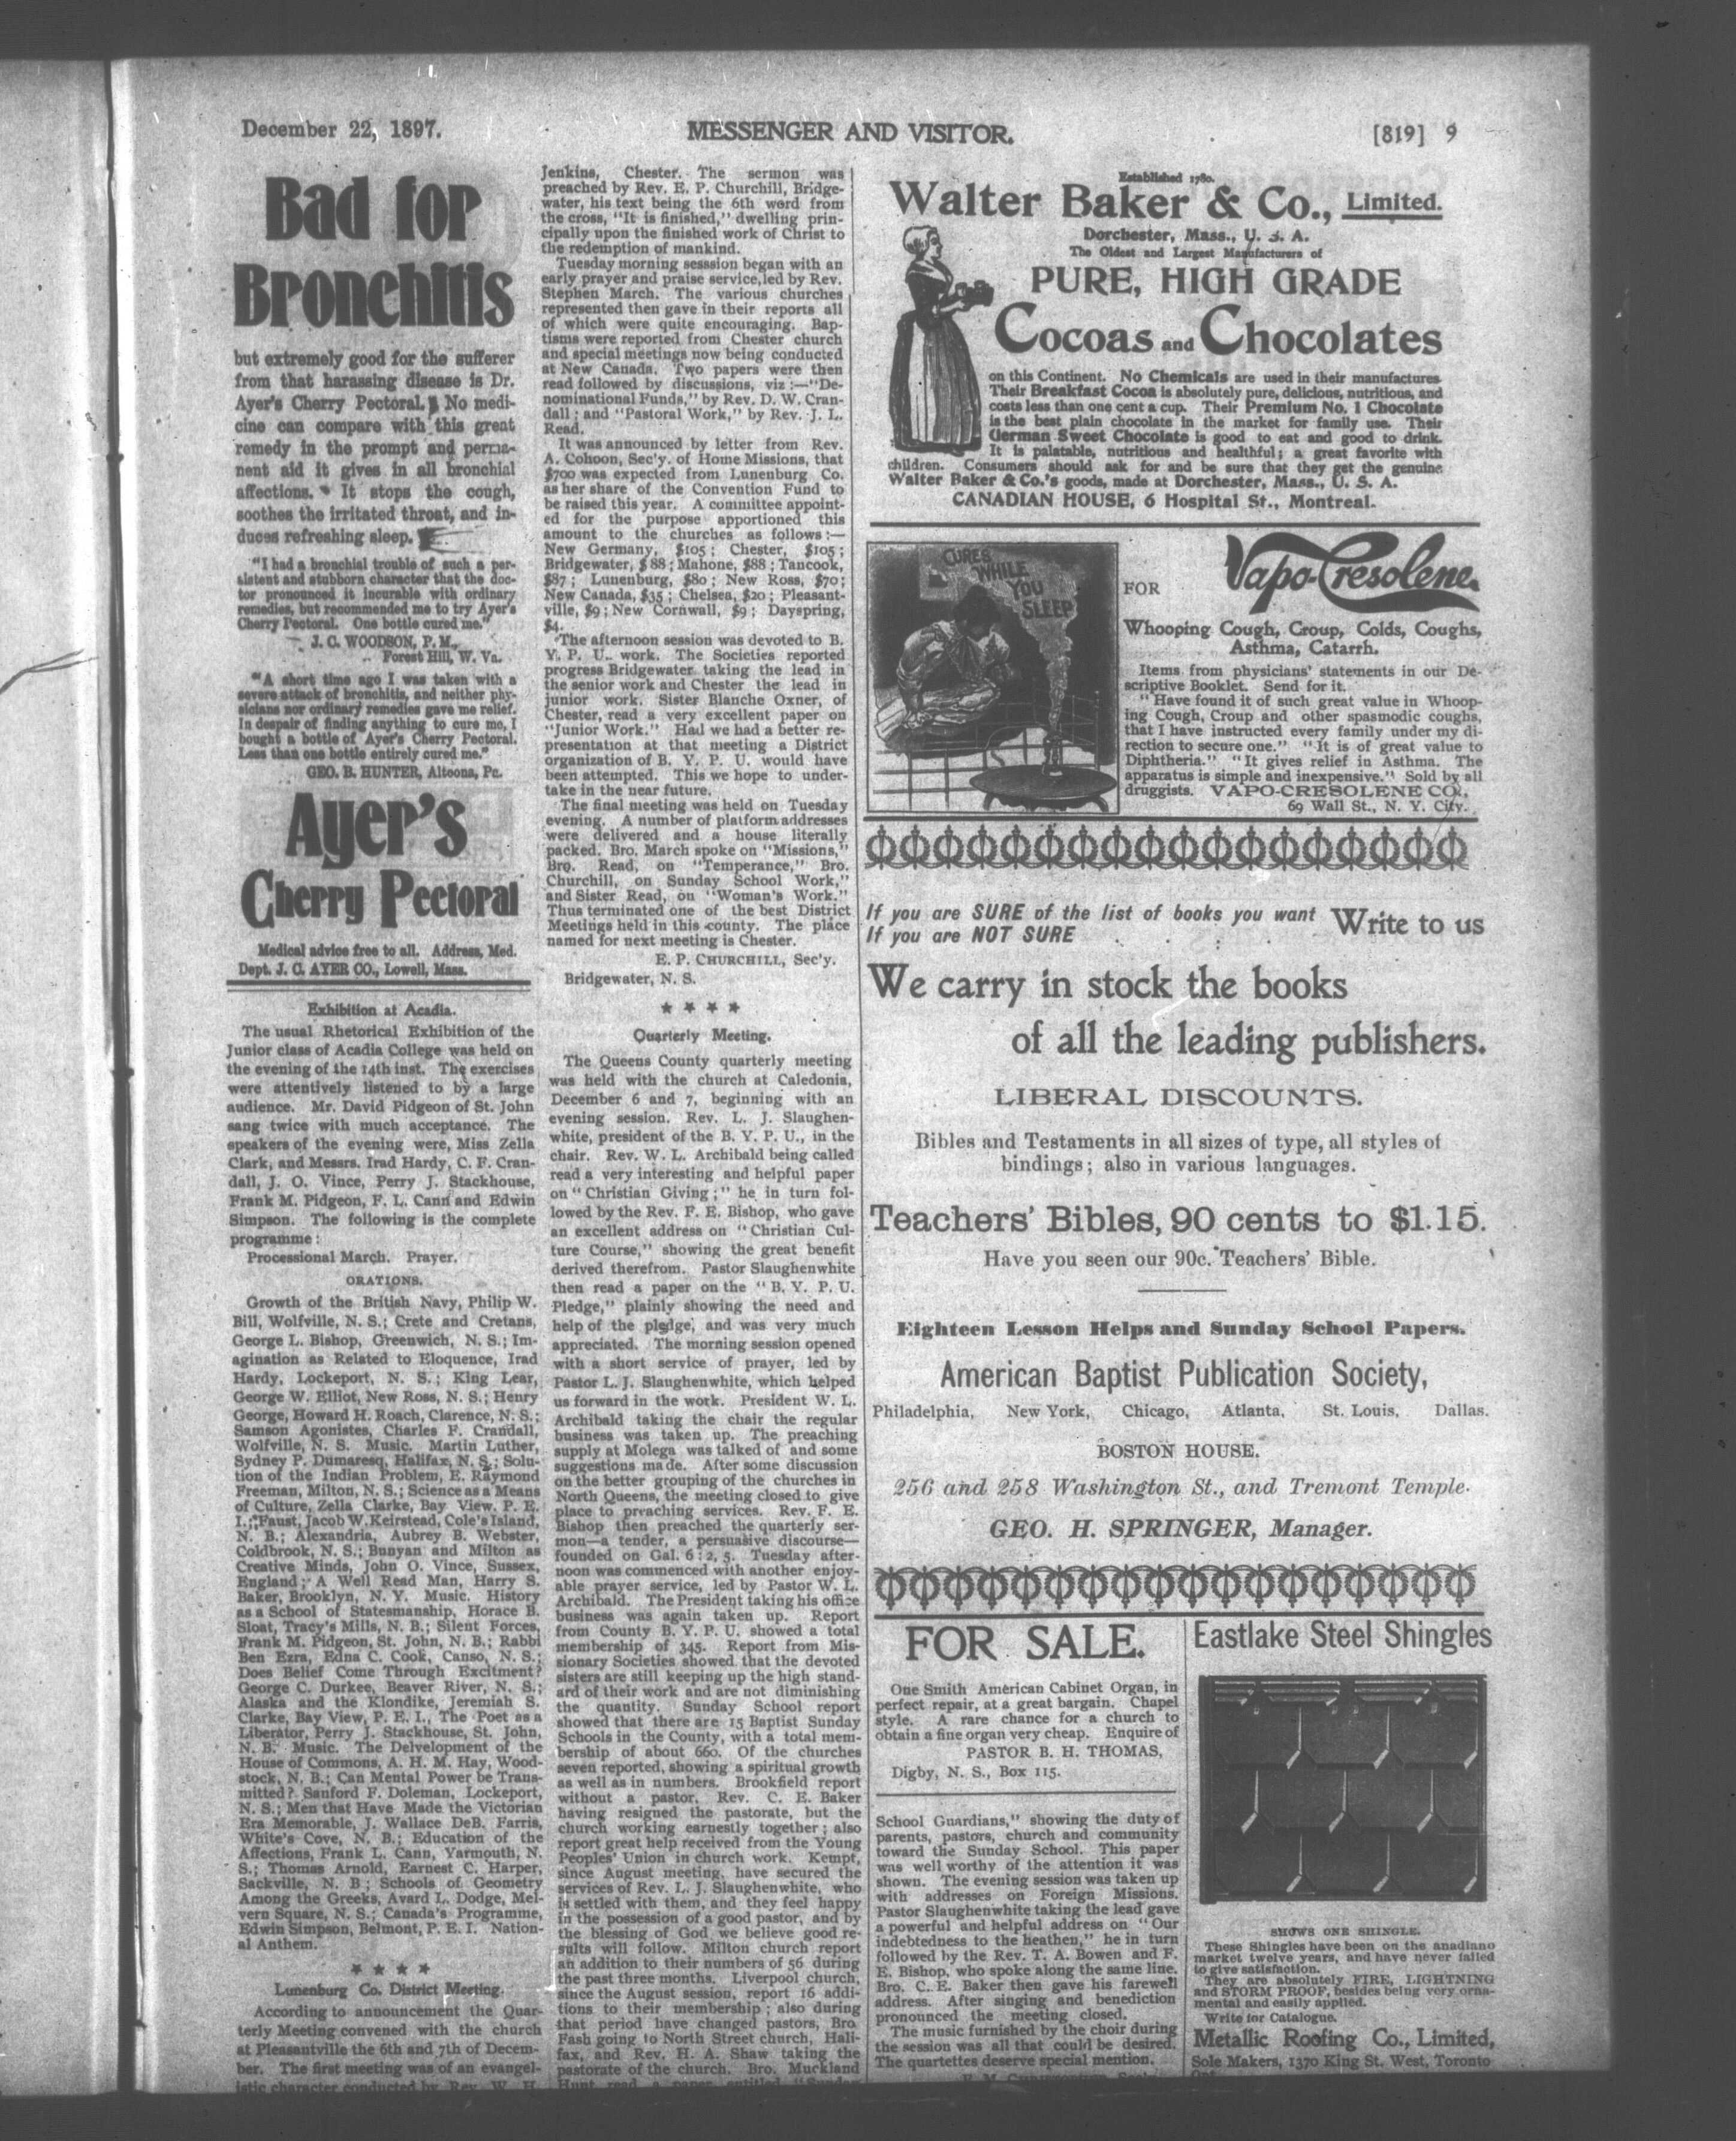 December 22, 1897.
MESSENGER AND VISITOR.
[819] 9
Bad for
Bronchitis
but extremely good for the sufferer
from that harassing disease is Dr.
Ayer's Cherry Pectoral. No medi-
cine can compare with this great
remedy in the prompt and perma-
nent aid it gives in all bronchial
affections. It stops the cough,
soothes the irritated throat, and in-
duces refreshing sleep.
"I had a bronchial trouble of such a per-
sistent and stubborn character that the doc-
tor pronounced it incurable with ordinary
remedies, but recommended me to try Ayer's
Cherry Pectoral. One bottle cured me."
J. C. WOODSON, P. M.,
Forest Hill, W. Va.
"A short time ago I was taken with a
severe attack of bronchitis, and neither phy-
sicians nor ordinary remedies gave me relief.
In despair of finding anything to cure me, I
bought a bottle of Ayer's Cherry Pectoral.
Less than one bottle entirely cured me."
GEO. B. HUNTER, Altoona, Pa.
Ayer's
Cherry Pectoral
Medical advice free to all. Address, Med.
Dept. J. C. AYER CO., Lowell, Mass.
Exhibition at Acadia.
The usual Rhetorical Exhibition of the
Junior class of Acadia College was held on
the evening of the 14th inst. The exercises
were attentively listened to by a large
audience. Mr. David Pidgeon of St. John
sang twice with much acceptance. The
speakers of the evening were, Miss Zella
Clark, and Messrs. Irad Hardy, C. F. Cran-
dall, J. O. Vince, Perry J. Stackhouse,
Frank M. Pidgeon, F. L. Cann and Edwin
Simpson. The following is the complete
programme:
Processional March. Prayer.
ORATIONS.
Growth of the British Navy, Philip W.
Bill, Wolfville, N. S.; Crete and Cretans,
George L. Bishop, Greenwich, N. S.; Im-
agination as Related to Eloquence, Irad
Hardy, Lockeport, N. S.; King Lear,
George W. Elliot, New Ross, N. S.; Henry
George, Howard H. Roach, Clarence, N. S.;
Samson Agonistes, Charles F. Crandall,
Wolfville, N. S. Music. Martin Luther,
Sydney P. Dumaresq, Halifax, N. S.; Solu-
tion of the Indian Problem, E. Raymond
Freeman, Milton, N. S.; Science as a Means
of Culture, Zella Clarke, Bay View, P. E.
I.; Faust, Jacob W. Keirstead, Cole's Island,
N. B.; Alexandria, Aubrey B. Webster,
Coldbrook, N. S.; Bunyan and Milton as
Creative Minds, John O. Vince, Sussex,
England; A Well Read Man, Harry S.
Baker, Brooklyn, N. Y. Music. History
as a School of Statesmanship, Horace B.
Sloat, Tracy's Mills, N. B.; Silent Forces,
Frank M. Pidgeon, St. John, N. B.; Rabbi
Ben Ezra, Edna C. Cook, Canso, N. S.;
Does Belief Come Through Excitment?
George C. Durkee, Beaver River, N. S.;
Alaska and the Klondike, Jeremiah S.
Clarke, Bay View, P. E. I., The Poet as a
Liberator, Perry J. Stackhouse, St. John,
N. B. Music. The Delvelopment of the
House of Commons, A. H. M. Hay, Wood-
stock, N. B.; Can Mental Power be Trans-
mitted? Sanford F. Doleman, Lockeport,
N. S.; Men that Have Made the Victorian
Era Memorable, J. Wallace DeB. Farris,
White's Cove, N. B.; Education of the
Affections, Frank L. Cann, Yarmouth, N.
S.; Thomas Arnold, Earnest C. Harper,
Sackville, N. B; Schools of Geometry
Among the Greeks, Avard L. Dodge, Mel-
vern Square, N. S.; Canada's Programme,
Edwin Simpson, Belmont, P. E. I. Nation-
al Anthem.
* * * *
Lunenburg Co. District Meeting.
According to announcement the Quar-
terly Meeting convened with the church
at Pleasantville the 6th and 7th of Decem-
ber. The first meeting was of an evangel-
istic character conducted by Rev. W. H.
Jenkins, Chester. The sermon was
preached by Rev. E. P. Churchill, Bridge-
water, his text being the 6th word from
the cross, "It is finished," dwelling prin-
cipally upon the finished work of Christ to
the redemption of mankind.
Tuesday morning sesssion began with an
early prayer and praise service, led by Rev.
Stephen March. The various churches
represented then gave in their reports all
of which were quite encouraging. Bap-
tisms were reported from Chester church
and special meetings now being conducted
at New Canada. Two papers were then
read followed by discussions, viz:—"De-
nominational Funds," by Rev. D. W. Cran-
dall; and "Pastoral Work," by Rev. J. L.
Read.
It was announced by letter from Rev.
A. Cohoon, Sec'y. of Home Missions, that
$700 was expected from Lunenburg Co.
as her share of the Convention Fund to
be raised this year. A committee appoint-
ed for the purpose apportioned this
amount to the churches as follows:—
New Germany, $105; Chester, $105;
Bridgewater, $88; Mahone, $88; Tancook,
$87; Lunenburg, $80; New Ross, $70;
New Canada, $35; Chelsea, $20; Pleasant-
ville, $9; New Cornwall, $9; Dayspring,
$4.
The afternoon session was devoted to B.
Y. P. U. work. The Societies reported
progress Bridgewater taking the lead in
the senior work and Chester the lead in
junior work. Sister Blanche Oxner, of
Chester, read a very excellent paper on
"Junior Work." Had we had a better re-
presentation at that meeting a District
organization of B. Y. P. U. would have
been attempted. This we hope to under-
take in the near future.
The final meeting was held on Tuesday
evening. A number of platform addresses
were delivered and a house literally
packed. Bro. March spoke on "Missions,"
Bro. Read, on "Temperance," Bro.
Churchill, on Sunday School Work,"
and Sister Read, on "Woman's Work."
Thus terminated one of the best District
Meetings held in this county. The place
named for next meeting is Chester.
E. P. CHURCHILL, Sec'y.
Bridgewater, N. S.
* * * *
Quarterly Meeting.
The Queens County quarterly meeting
was held with the church at Caledonia,
December 6 and 7, beginning with an
evening session. Rev. L. J. Slaughen-
white, president of the B. Y. P. U., in the
chair. Rev. W. L. Archibald being called
read a very interesting and helpful paper
on "Christian Giving;" he in turn fol-
lowed by the Rev. F. E. Bishop, who gave
an excellent address on "Christian Cul-
ture Course," showing the great benefit
derived therefrom. Pastor Slaughenwhite
then read a paper on the "B. Y. P. U.
Pledge," plainly showing the need and
help of the pledge, and was very much
appreciated. The morning session opened
with a short service of prayer, led by
Pastor L. J. Slaughenwhite, which helped
us forward in the work. President W. L.
Archibald taking the chair the regular
business was taken up. The preaching
supply at Molega was talked of and some
suggestions made. After some discussion
on the better grouping of the churches in
North Queens, the meeting closed to give
place to preaching services. Rev. F. E.
Bishop then preached the quarterly ser-
mon—a tender, a persuasive discourse—
founded on Gal. 6: 2, 5. Tuesday after-
noon was commenced with another enjoy-
able prayer service, led by Pastor W. L.
Archibald. The President taking his office
business was again taken up. Report
from County B. Y. P. U. showed a total
membership of 345. Report from Mis-
sionary Societies showed that the devoted
sisters are still keeping up the high stand-
ard of their work and are not diminishing
the quantity. Sunday School report
showed that there are 15 Baptist Sunday
Schools in the County, with a total mem-
bership of about 660. Of the churches
seven reported, showing a spiritual growth
as well as in numbers. Brookfield report
without a pastor, Rev. C. E. Baker
having resigned the pastorate, but the
church working earnestly together; also
report great help received from the Young
Peoples' Union in church work. Kempt,
since August meeting, have secured the
services of Rev. L. J. Slaughenwhite, who
is settled with them, and they feel happy
in the possession of a good pastor, and by
the blessing of God we believe good re-
sults will follow. Milton church report
an addition to their numbers of 56 during
the past three months. Liverpool church,
since the August session, report 16 addi-
tions to their membership; also during
that period have changed pastors, Bro
Fash going to North Street church, Hali-
fax, and Rev. H. A. Shaw taking the
pastorate of the church. Bro. Muckland
Hunt read a paper entitled "Sunday
Established 1780.
Walter Baker & Co., Limited.
Dorchester, Mass., U. S. A.
The Oldest and Largest Manufacturers of
PURE, HIGH GRADE
Cocoas and Chocolates
on this Continent. No Chemicals are used in their manufactures.
Their Breakfast Cocoa is absolutely pure, delicious, nutritious, and
costs less than one cent a cup. Their Premium No. 1 Chocolate
is the best plain chocolate in the market for family use. Their
German Sweet Chocolate is good to eat and good to drink.
It is palatable, nutritious and healthful; a great favorite with
children. Consumers should ask for and be sure that they get the genuine
Walter Baker & Co.'s goods, made at Dorchester, Mass., U. S. A.
CANADIAN HOUSE, 6 Hospital St., Montreal.
CURES
WHILE
YOU
SLEEP
FOR
Vapo-Cresolene.
Whooping Cough, Croup, Colds, Coughs,
Asthma, Catarrh.
Items from physicians' statements in our De-
scriptive Booklet. Send for it.
"Have found it of such great value in Whoop-
ing Cough, Croup and other spasmodic coughs,
that I have instructed every family under my di-
rection to secure one." "It is of great value to
Diphtheria." "It gives relief in Asthma. The
apparatus is simple and inexpensive." Sold by all
druggists. VAPO-CRESOLENE CO.,
69 Wall St., N. Y. City.
If you are SURE of the list of books you want
If you are NOT SURE
Write to us
We carry in stock the books
of all the leading publishers.
LIBERAL DISCOUNTS.
Bibles and Testaments in all sizes of type, all styles of
bindings; also in various languages.
Teachers' Bibles, 90 cents to $1.15.
Have you seen our 90c. Teachers' Bible.
Eighteen Lesson Helps and Sunday School Papers.
American Baptist Publication Society,
Philadelphia, New York, Chicago, Atlanta, St. Louis, Dallas.
BOSTON HOUSE.
256 and 258 Washington St., and Tremont Temple.
GEO. H. SPRINGER, Manager.
FOR SALE.
One Smith American Cabinet Organ, in
perfect repair, at a great bargain. Chapel
style. A rare chance for a church to
obtain a fine organ very cheap. Enquire of
PASTOR B. H. THOMAS,
Digby, N. S., Box 115.
School Guardians," showing the duty of
parents, pastors, church and community
toward the Sunday School. This paper
was well worthy of the attention it was
shown. The evening session was taken up
with addresses on Foreign Missions.
Pastor Slaughenwhite taking the lead gave
a powerful and helpful address on "Our
indebtedness to the heathen," he in turn
followed by the Rev. T. A. Bowen and F.
E. Bishop, who spoke along the same line.
Bro. C. E. Baker then gave his farewell
address. After singing and benediction
pronounced the meeting closed.
The music furnished by the choir during
the session was all that could be desired.
The quartettes deserve special mention.
Eastlake Steel Shingles
SHOWS ONE SHINGLE.
These Shingles have been on the anadiano
market twelve years, and have never failed
to give satisfaction.
They are absolutely FIRE, LIGHTNING
and STORM PROOF, besides being very orna-
mental and easily applied.
Write for Catalogue.
Metallic Roofing Co., Limited,
Sole Makers, 1370 King St. West, Toronto